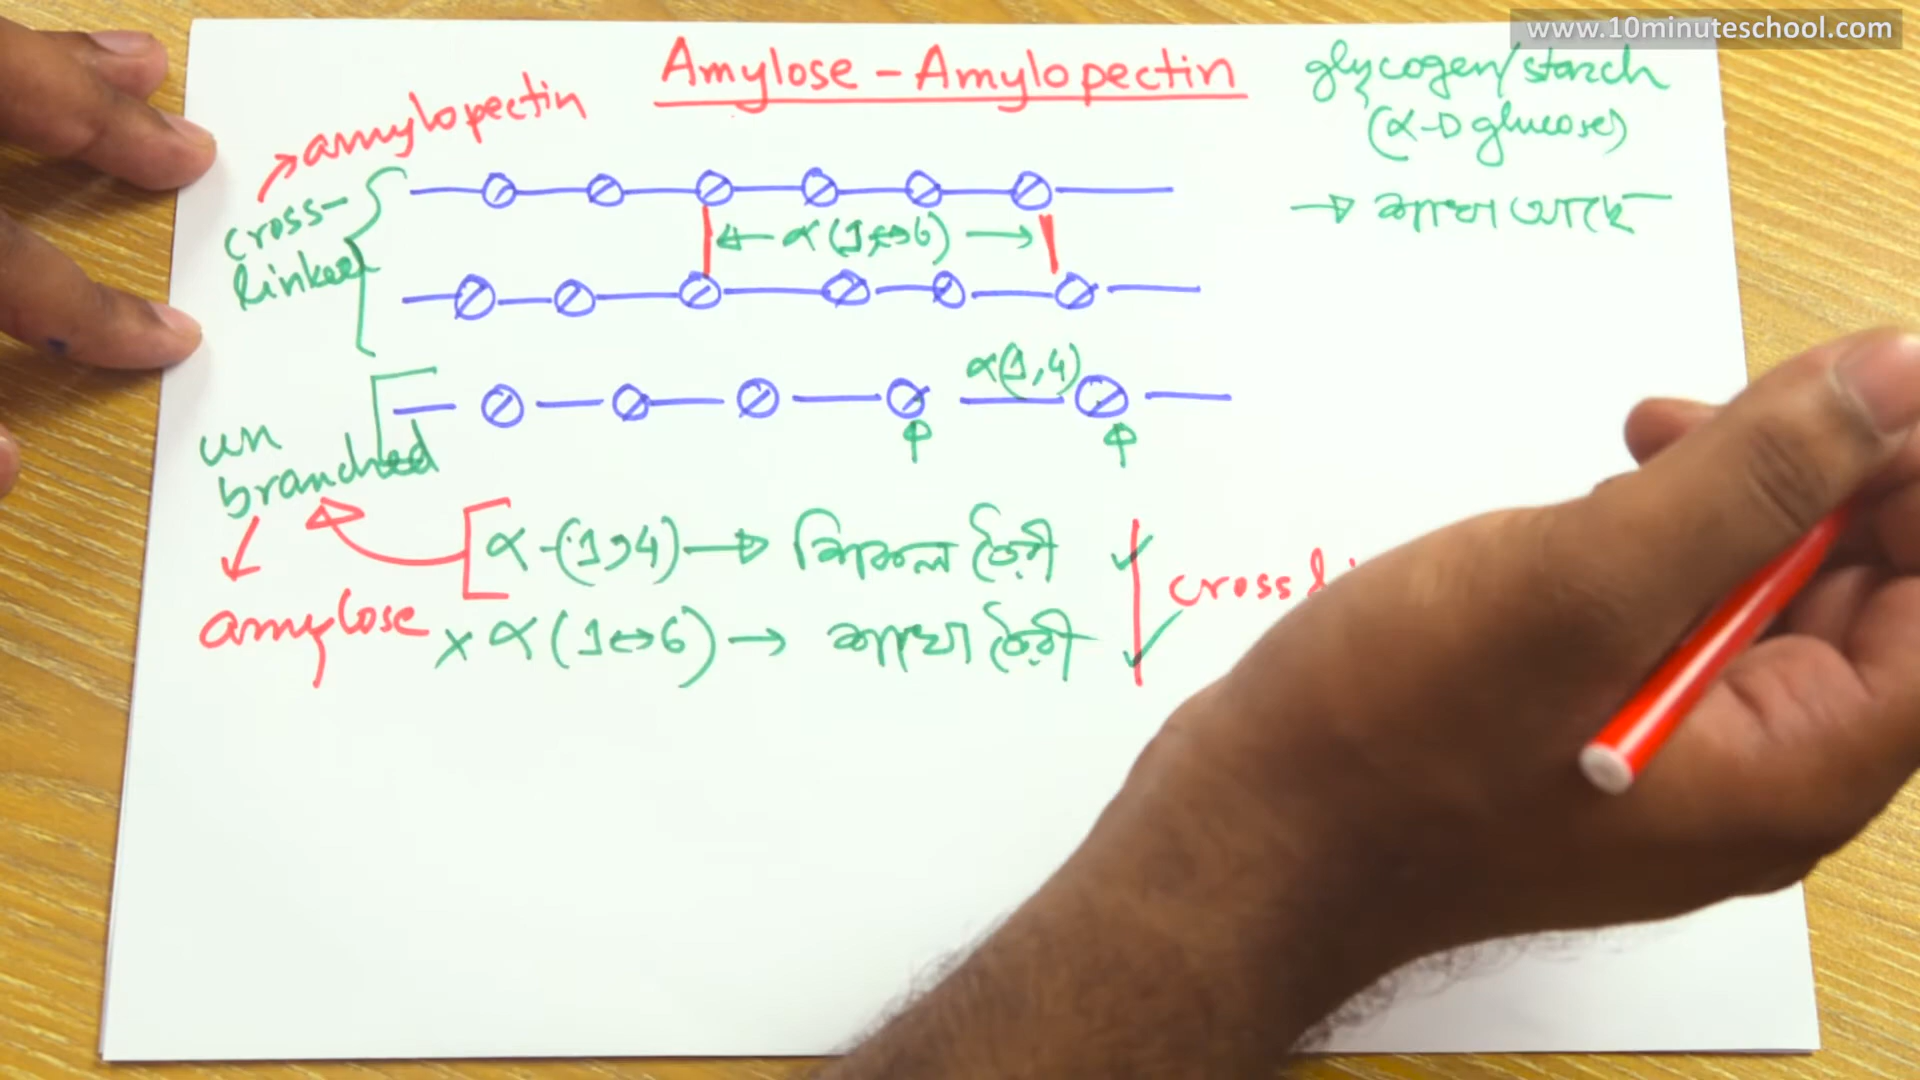 www.10minuteschool.com
Amylose - Amylopectin
glycogen/starch
(α-D glucose)
→ শাখা আছে
amylopectin
cross-
linked
α(1↔6)
α(1,4)
un
branched
amylose
α-(1,4) → শিকল তৈরী
x α(1↔6) → শাখা তৈরী
cross